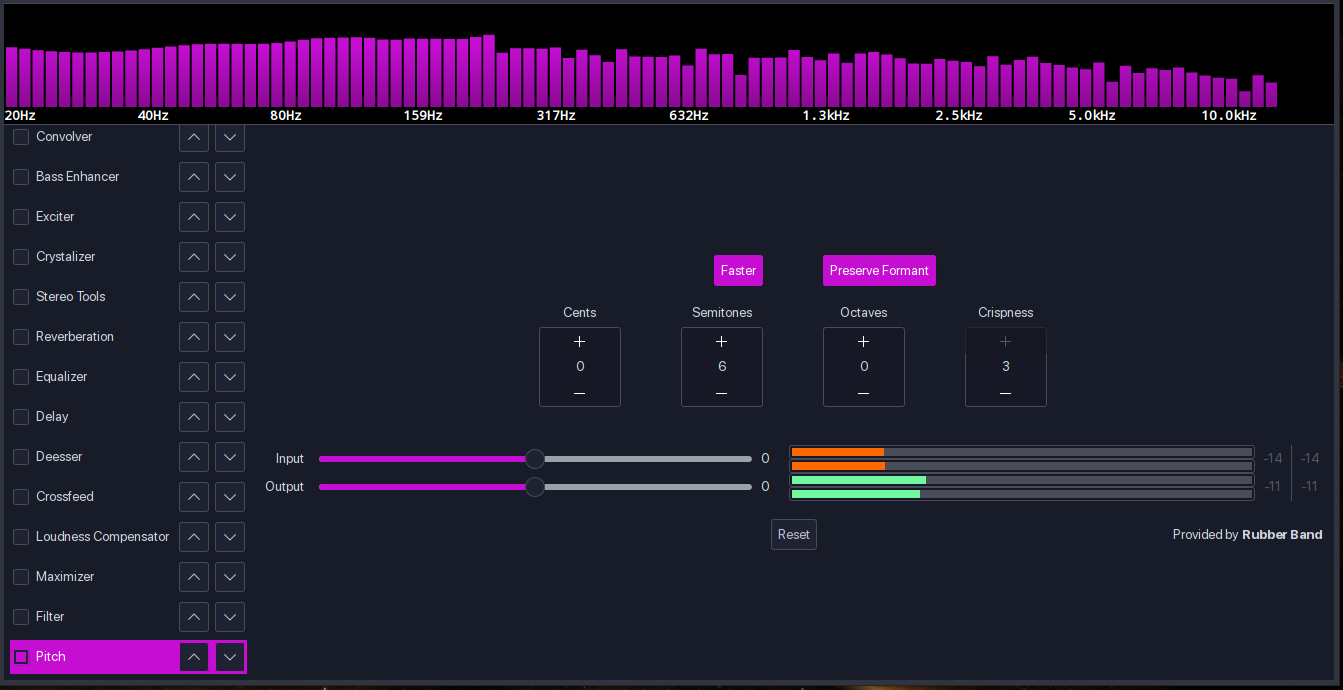 20Hz 40Hz 80Hz 159Hz 317Hz 632Hz 1.3kHz 2.5kHz 5.0kHz 10.0kHz
Convolver
Bass Enhancer
Exciter
Crystalizer
Stereo Tools
Reverberation
Equalizer
Delay
Deesser
Crossfeed
Loudness Compensator
Maximizer
Filter
Pitch
Faster Preserve Formant
Cents Semitones Octaves Crispness
+ + + +
0 6 0 3
− − − −
Input 0 -14 -14
Output 0 -11 -11
Reset Provided by Rubber Band